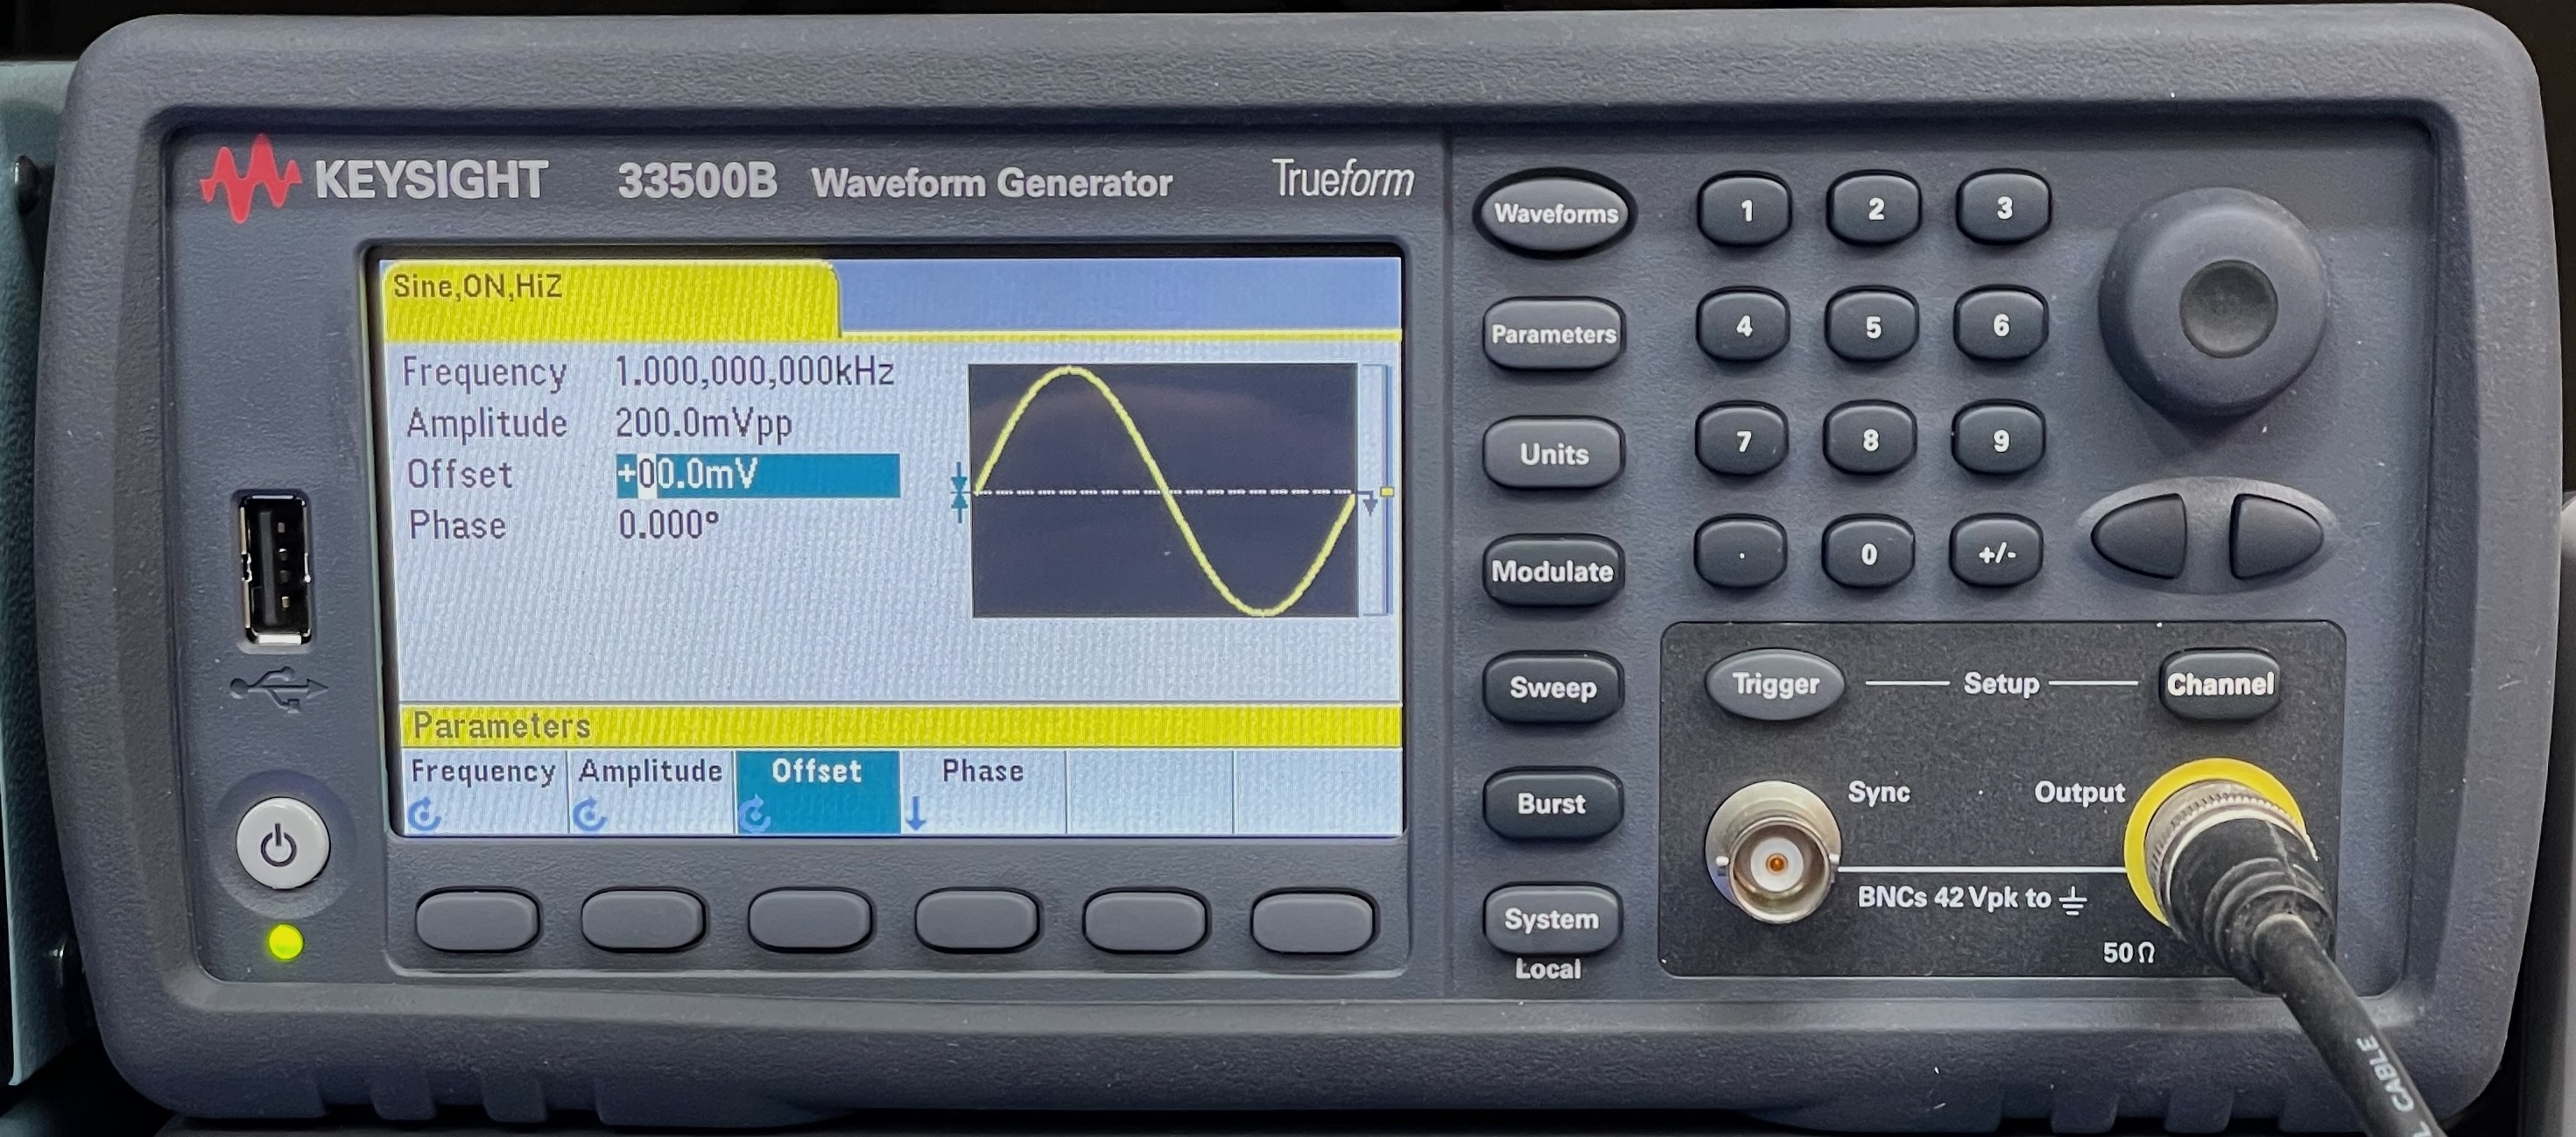 KEYSIGHT 33500B Waveform Generator Trueform
Sine,ON,HiZ
Frequency 1.000,000,000kHz
Amplitude 200.0mVpp
Offset +00.0mV
Phase 0.000°
Parameters
Frequency Amplitude Offset Phase
Waveforms
Parameters
Units
Modulate
Sweep
Burst
System
Local
1 2 3
4 5 6
7 8 9
. 0 +/-
Trigger Setup Channel
Sync Output
BNCs 42 Vpk to
50 Ω
CABLE